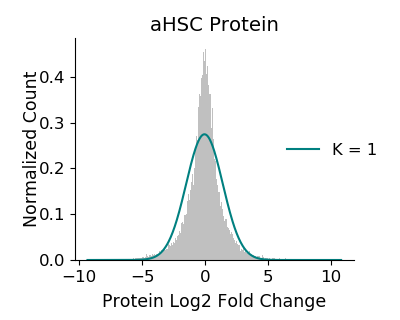 aHSC Protein
Normalized Count
0.4
0.3
0.2
0.1
0.0
K = 1
−10
−5
0
5
10
Protein Log2 Fold Change